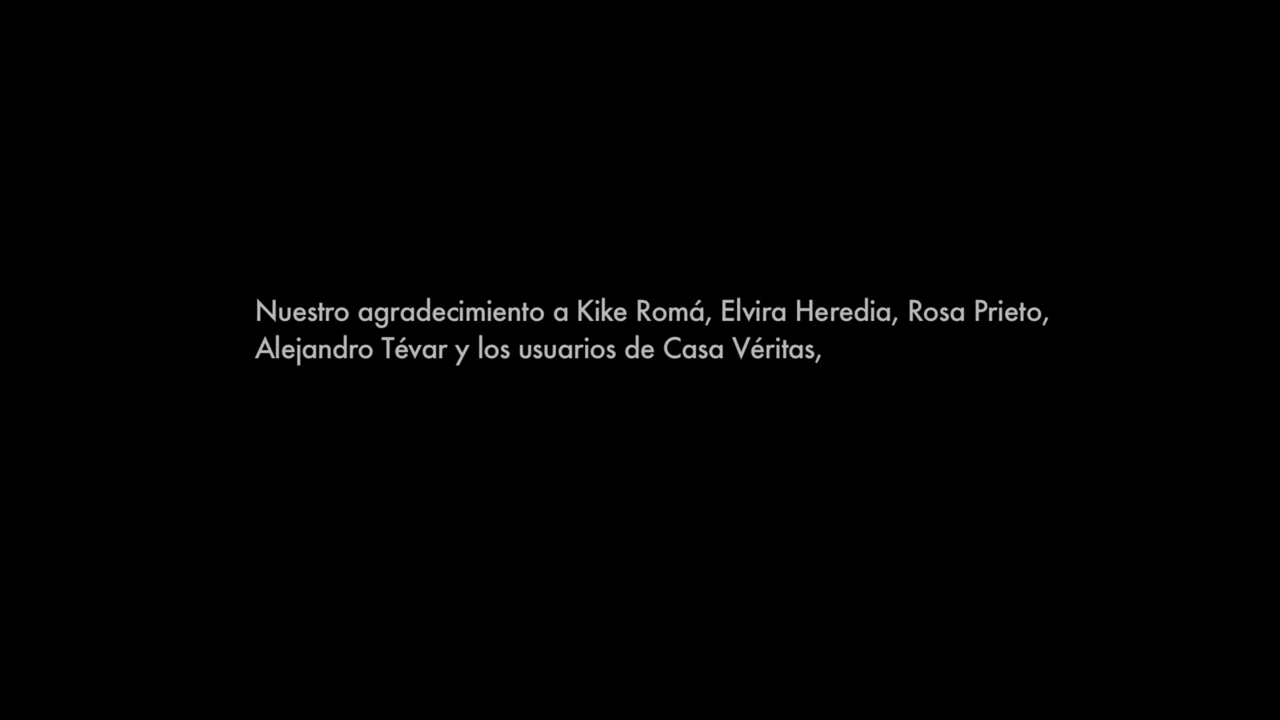 Nuestro agradecimiento a Kike Romá, Elvira Heredia, Rosa Prieto,
Alejandro Tévar y los usuarios de Casa Véritas,